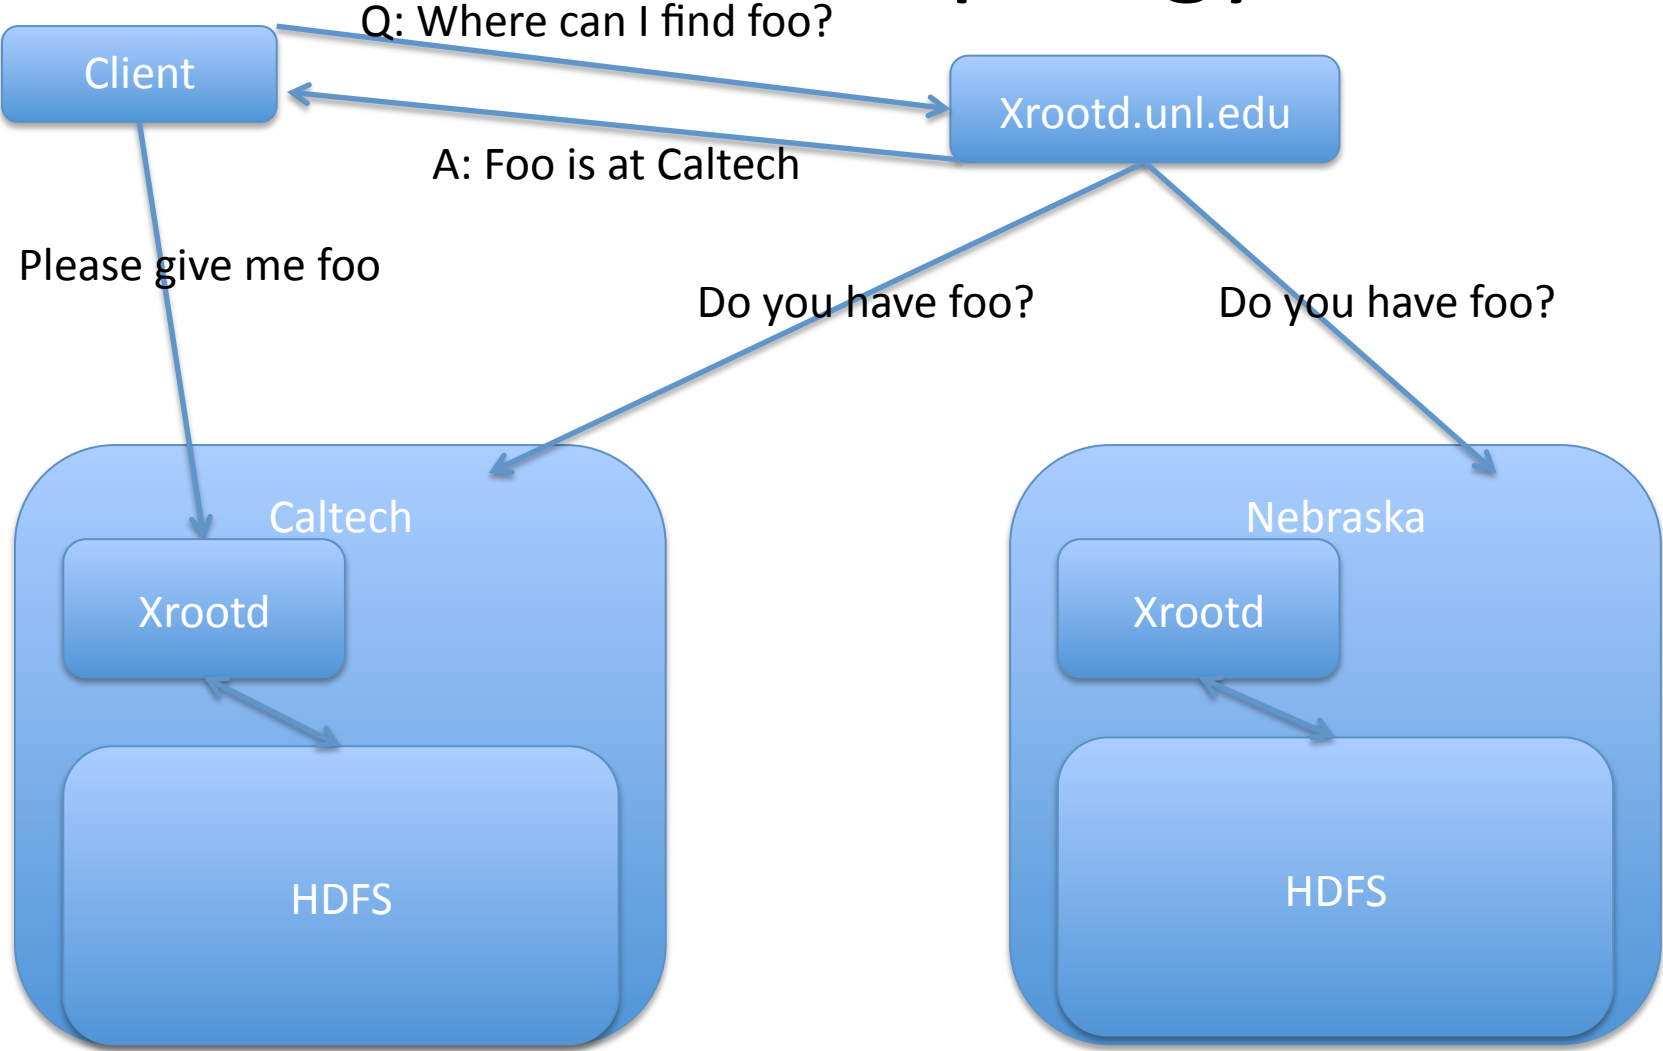 Q: Where can I find foo?
Client
Xrootd.unl.edu
A: Foo is at Caltech
Please give me foo
Do you have foo?
Do you have foo?
Caltech
Nebraska
Xrootd
Xrootd
HDFS
HDFS